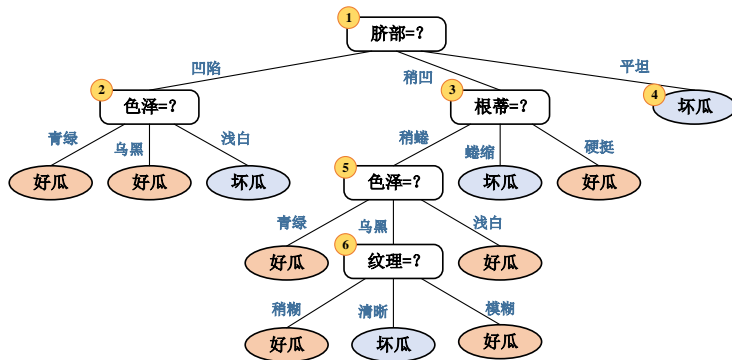 1
脐部=?
凹陷
稍凹
平坦
2
色泽=?
3
根蒂=?
4
坏瓜
青绿
乌黑
浅白
稍蜷
蜷缩
硬挺
好瓜
好瓜
坏瓜
5
色泽=?
坏瓜
好瓜
青绿
乌黑
浅白
好瓜
6
纹理=?
好瓜
稍糊
清晰
模糊
好瓜
坏瓜
好瓜